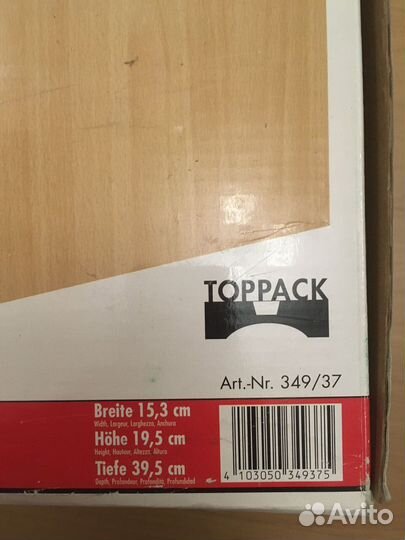 TOPPACK
Art.-Nr. 349/37
Breite 15,3 cm
Width, Largeur, Larghezza, Anchura
Höhe 19,5 cm
Height, Hauteur, Altezza, Altura
Tiefe 39,5 cm
Depth, Profondeur, Profondità, Profundidad
4 103050 349375
Avito